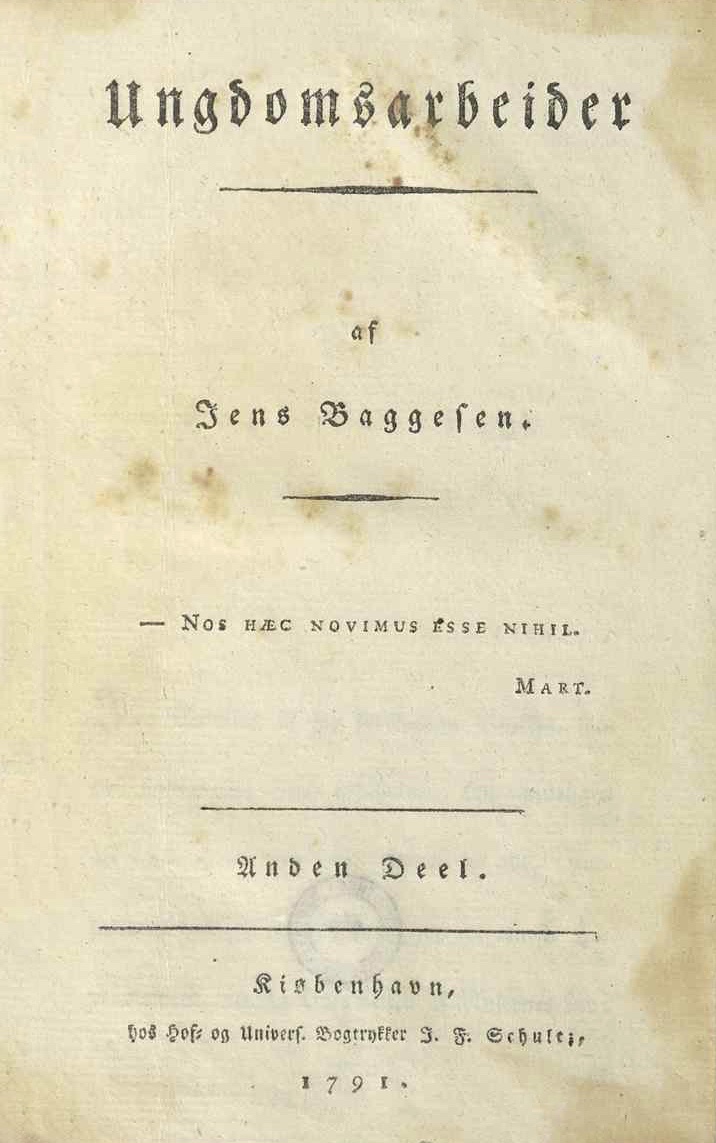 Ungdomsarbeider
af
Jens Baggesen.
— NOS HÆC NOVIMUS ESSE NIHIL.
MART.
Anden Deel.
Kiøbenhavn,
hos Hof- og Univers. Bogtrykker J. F. Schultz,
1791.